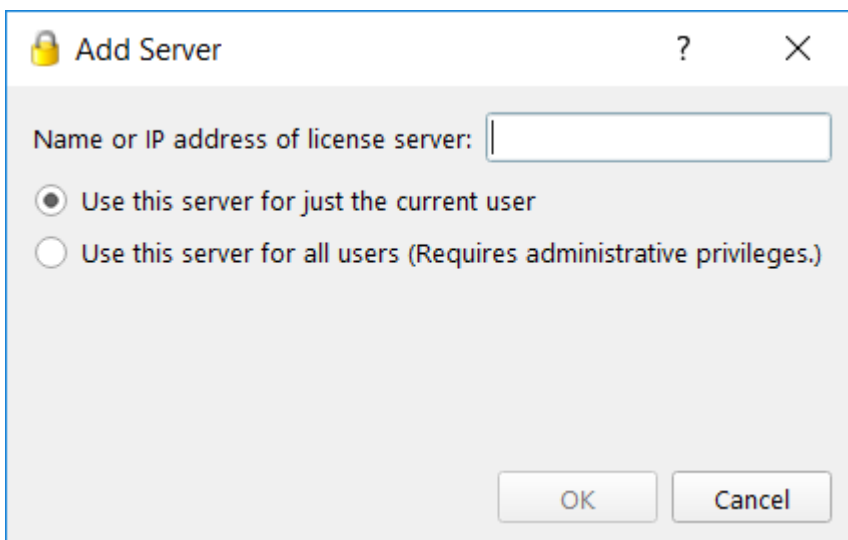 Add Server ?
Name or IP address of license server:
Use this server for just the current user
Use this server for all users (Requires administrative privileges.)
OK Cancel